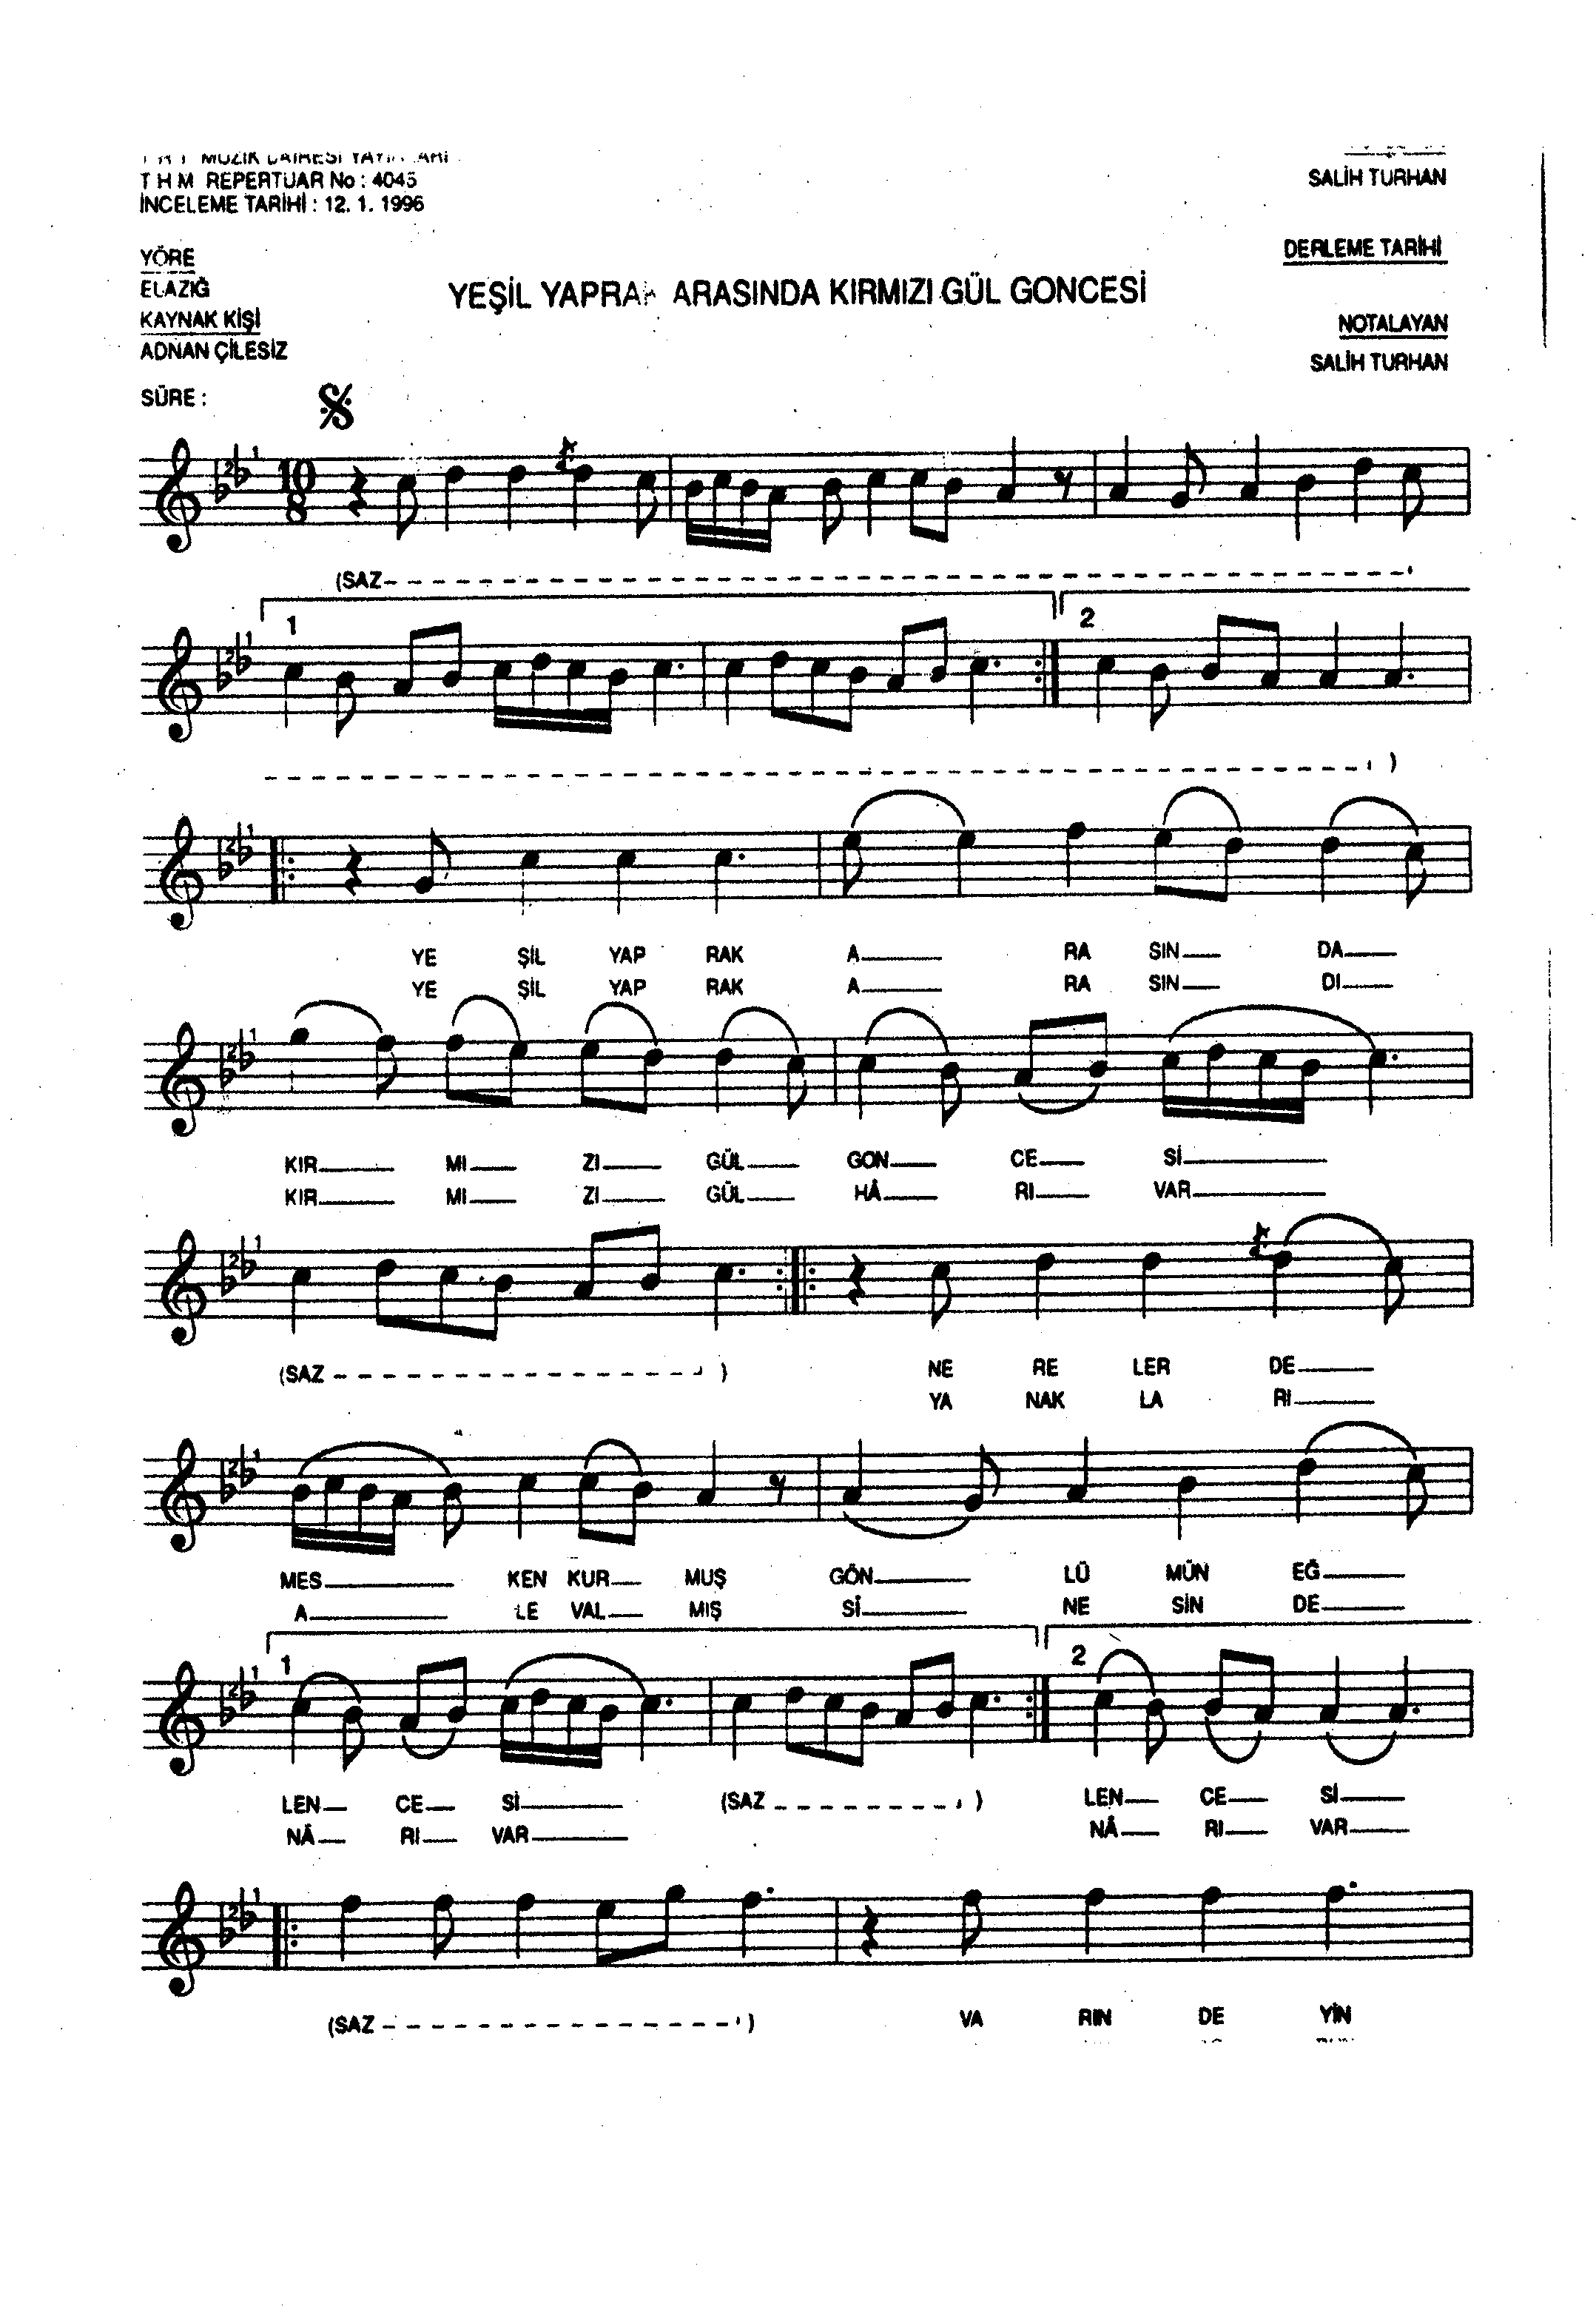 T R T MÜZİK DAİRESİ YAYINLARI
T H M REPERTUAR No : 4045
İNCELEME TARİHİ : 12. 1. 1996
SALİH TURHAN
YÖRE
ELAZIĞ
KAYNAK KİŞİ
ADNAN ÇİLESİZ
SÜRE :
YEŞİL YAPRAK ARASINDA KIRMIZI GÜL GONCESİ
DERLEME TARİHİ
NOTALAYAN
SALİH TURHAN
10
8
(SAZ
1 2
)
YE ŞİL YAP RAK A RA SIN DA
YE ŞİL YAP RAK A RA SIN DI
KIR MI ZI GÜL GON CE Sİ
KIR MI ZI GÜL HÂ RI VAR
(SAZ ) NE RE LER DE
YA NAK LA RI
MES KEN KUR MUŞ GÖN LÜ MÜN EĞ
A LE VAL MIŞ Sİ NE SİN DE
1 2
LEN CE Sİ (SAZ ) LEN CE Sİ
NÂ RI VAR NÂ RI VAR
(SAZ ) VA RIN DE YİN